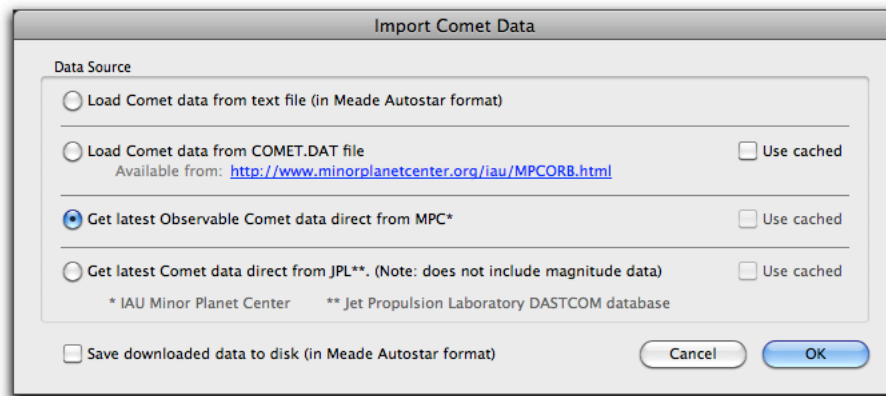 Import Comet Data
Data Source
Load Comet data from text file (in Meade Autostar format)
Load Comet data from COMET.DAT file Use cached
Available from: http://www.minorplanetcenter.org/iau/MPCORB.html
Get latest Observable Comet data direct from MPC* Use cached
Get latest Comet data direct from JPL**. (Note: does not include magnitude data) Use cached
* IAU Minor Planet Center ** Jet Propulsion Laboratory DASTCOM database
Save downloaded data to disk (in Meade Autostar format) Cancel OK